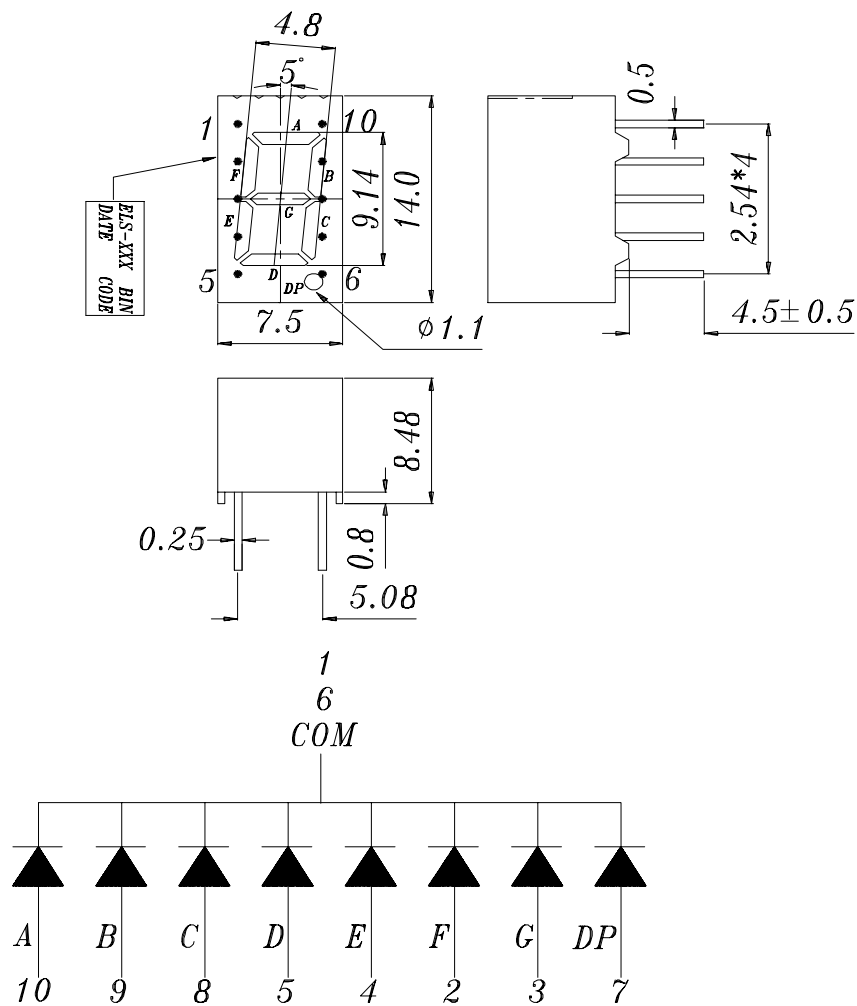 4.8
5°
1
10
A
F
B
G
E
C
D
DP
5
6
9.14
14.0
7.5
ø1.1
ELS-XXX BIN
DATE CODE
0.5
2.54*4
4.5±0.5
8.48
0.25
0.8
5.08
1
6
COM
A B C D E F G DP
10 9 8 5 4 2 3 7